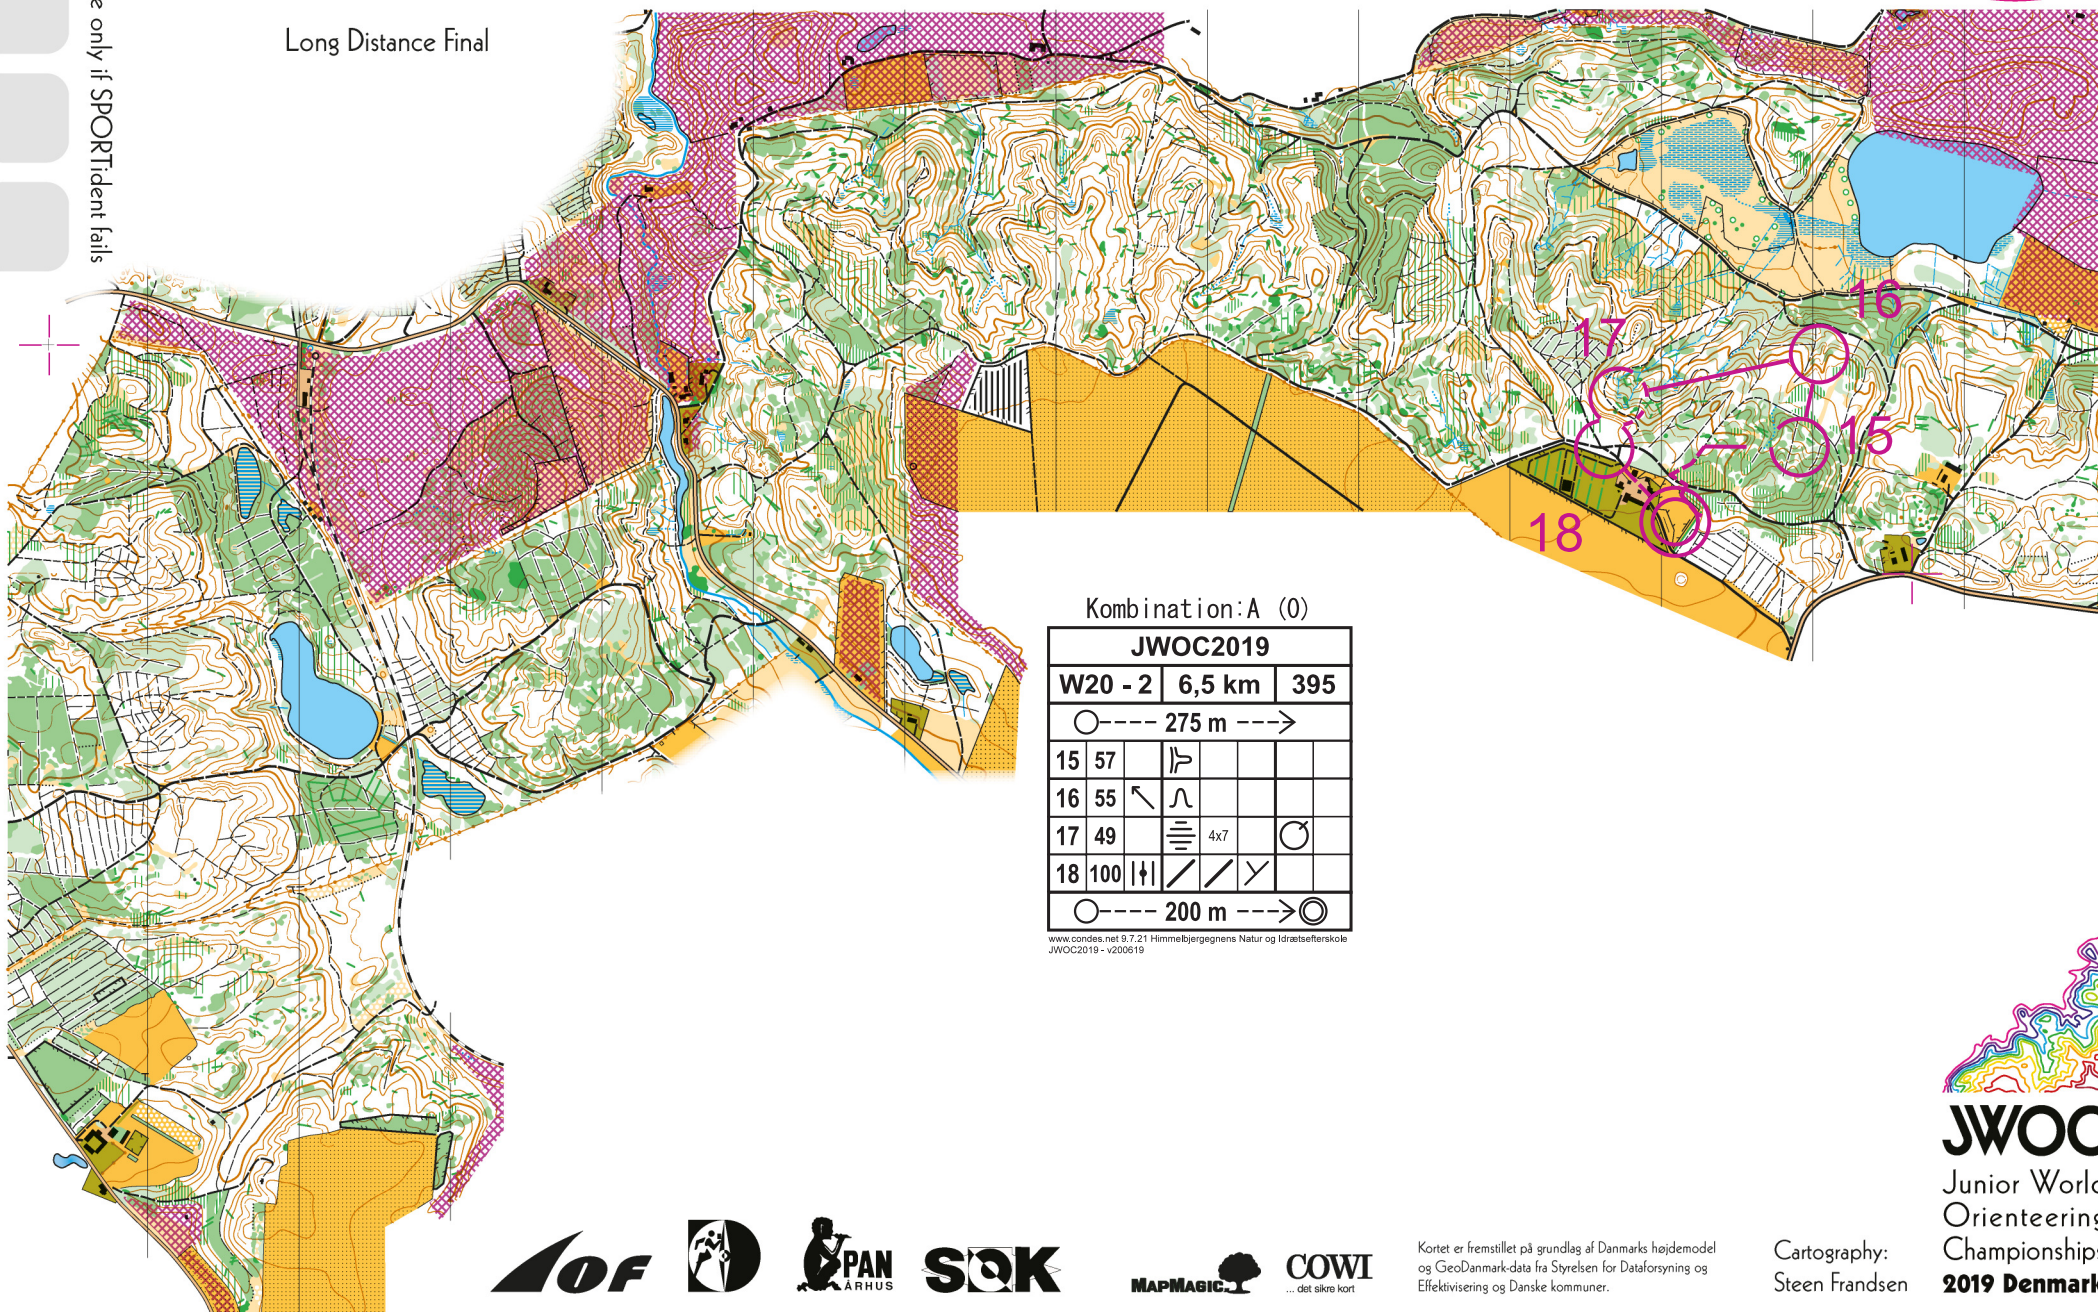 e only if SPORTident fails
Long Distance Final
16
17
15
18
Kombination:A (0)
JWOC2019
W20 - 2 6,5 km 395
275 m
15 57
16 55
17 49 4x7
18 100
200 m
www.condes.net 9.7.21 Himmelbjergegnens Natur og Idrætsefterskole
JWOC2019 - v200619
IOF
PAN
ÅRHUS
SOK
MAPMAGIC
COWI
... det sikre kort
Kortet er fremstillet på grundlag af Danmarks højdemodel
og GeoDanmark-data fra Styrelsen for Dataforsyning og
Effektivisering og Danske kommuner.
Cartography:
Steen Frandsen
JWOC
Junior World
Orienteering
Championships
2019 Denmark